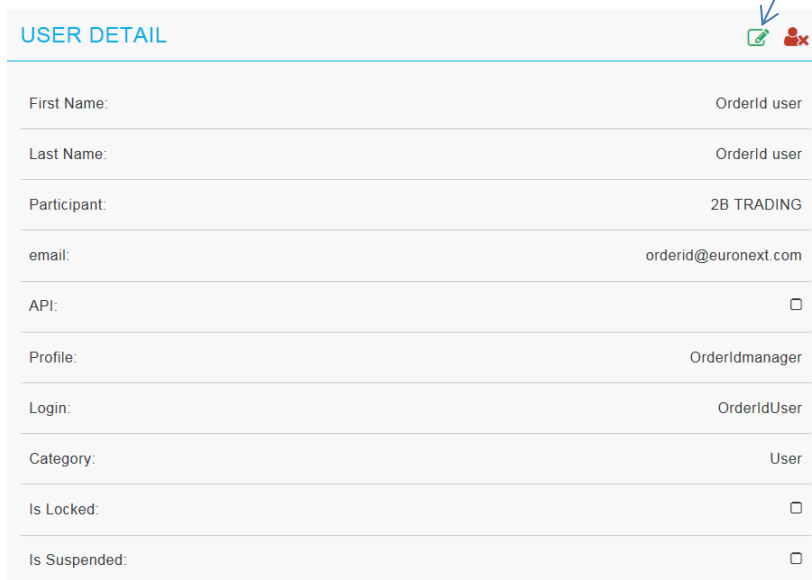 USER DETAIL
First Name: OrderId user
Last Name: OrderId user
Participant: 2B TRADING
email: orderid@euronext.com
API:
Profile: OrderIdmanager
Login: OrderIdUser
Category: User
Is Locked:
Is Suspended: